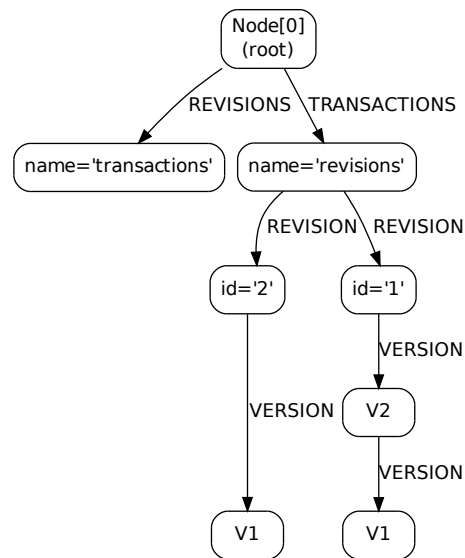 Node[0]
(root)
REVISIONS
TRANSACTIONS
name='transactions'
name='revisions'
REVISION
REVISION
id='2'
id='1'
VERSION
VERSION
V2
VERSION
V1
V1